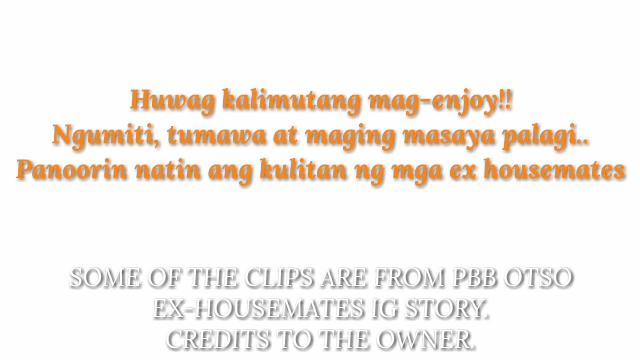 Huwag kalimutang mag-enjoy!!
Ngumiti, tumawa at maging masaya palagi..
Panoorin natin ang kulitan ng mga ex housemates
SOME OF THE CLIPS ARE FROM PBB OTSO
EX-HOUSEMATES IG STORY.
CREDITS TO THE OWNER.